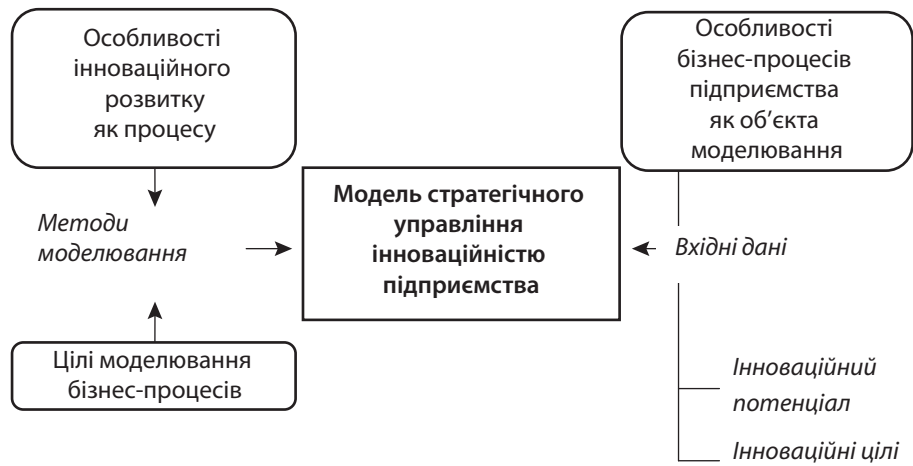 Особливості
інноваційного
розвитку
як процесу
Особливості
бізнес-процесів
підприємства
як об’єкта
моделювання
Модель стратегічного
управління
інноваційністю
підприємства
Методи
моделювання
Вхідні дані
Цілі моделювання
бізнес-процесів
Інноваційний
потенціал
Інноваційні цілі